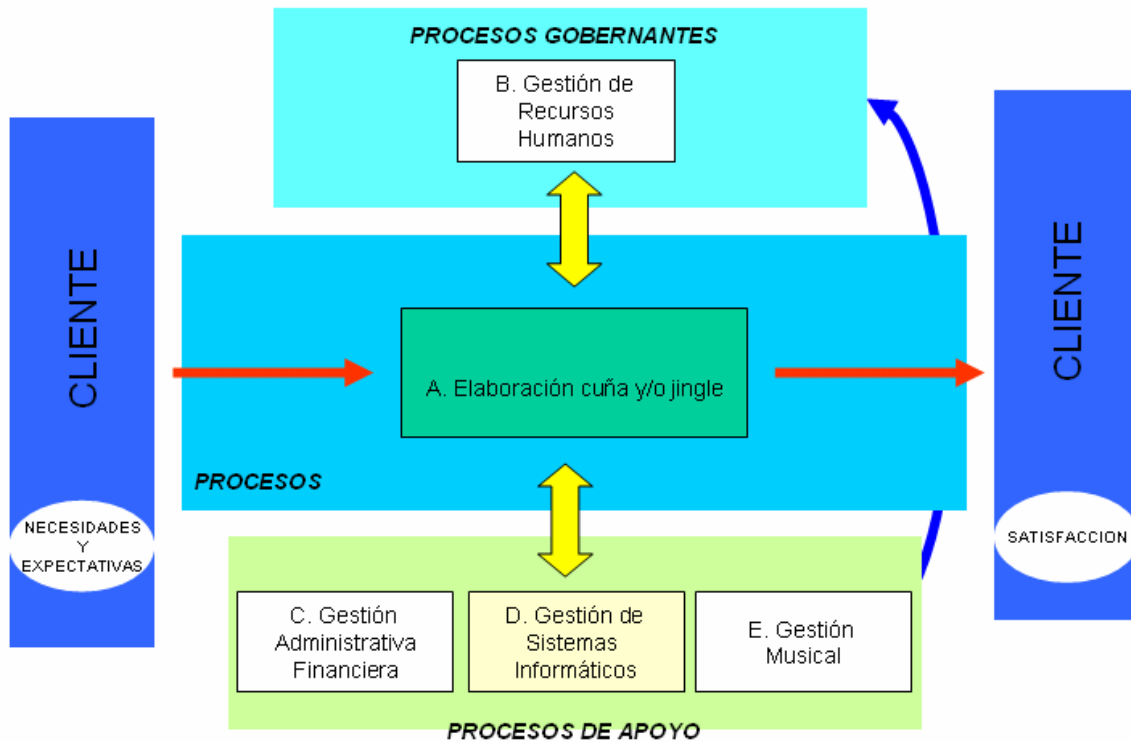 PROCESOS GOBERNANTES
B. Gestión de
Recursos
Humanos
CLIENTE
NECESIDADES
Y
EXPECTATIVAS
A. Elaboración cuña y/o jingle
PROCESOS
CLIENTE
SATISFACCION
C. Gestión
Administrativa
Financiera
D. Gestión de
Sistemas
Informáticos
E. Gestión
Musical
PROCESOS DE APOYO